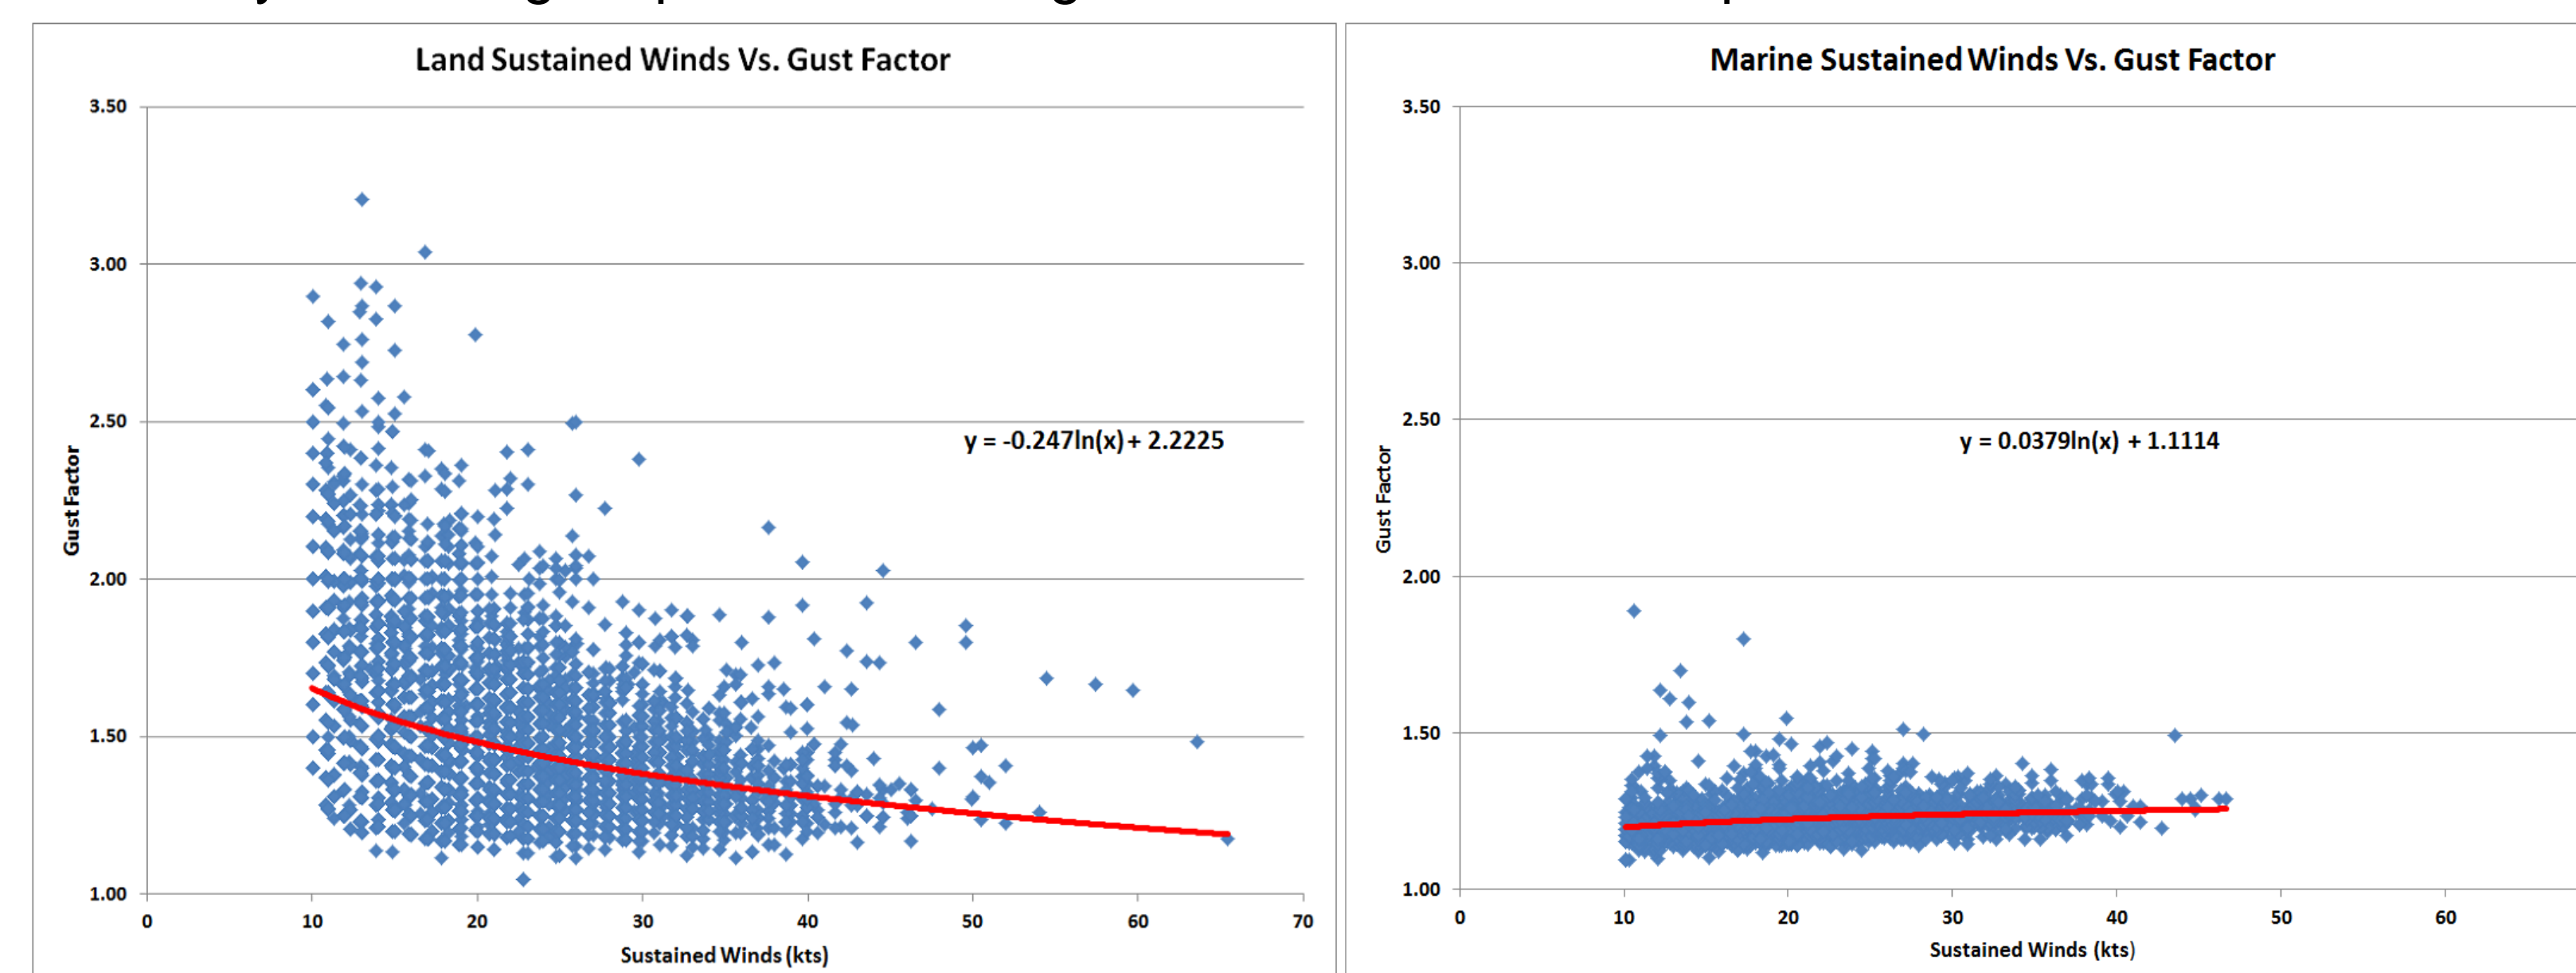 Land Sustained Winds Vs. Gust Factor
3.50
3.00
2.50
2.00
1.50
1.00
Gust Factor
y = -0.247ln(x) + 2.2225
0 10 20 30 40 50 60 70
Sustained Winds (kts)
Marine Sustained Winds Vs. Gust Factor
3.50
3.00
2.50
2.00
1.50
1.00
Gust Factor
y = 0.0379ln(x) + 1.1114
0 10 20 30 40 50 60
Sustained Winds (kts)